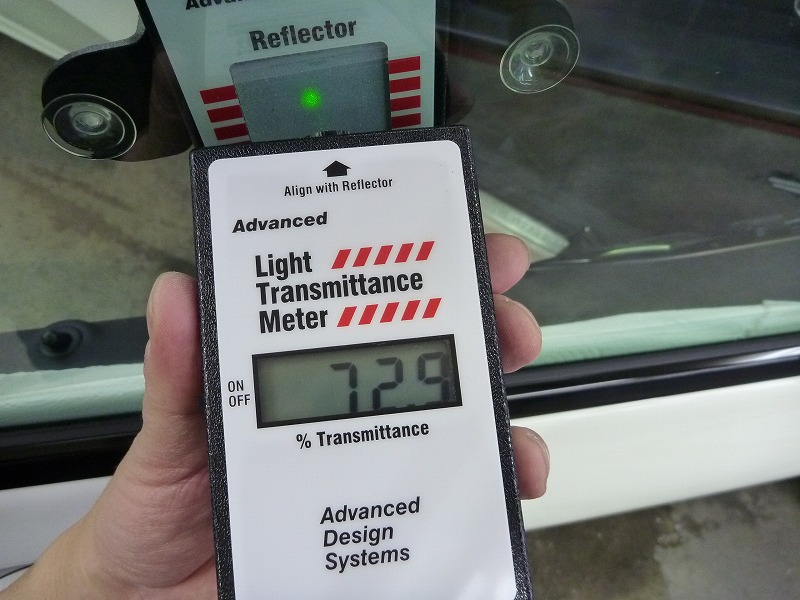 Reflector
Align with Reflector
Advanced
Light
Transmittance
Meter
ON
OFF
72.9
% Transmittance
Advanced
Design
Systems